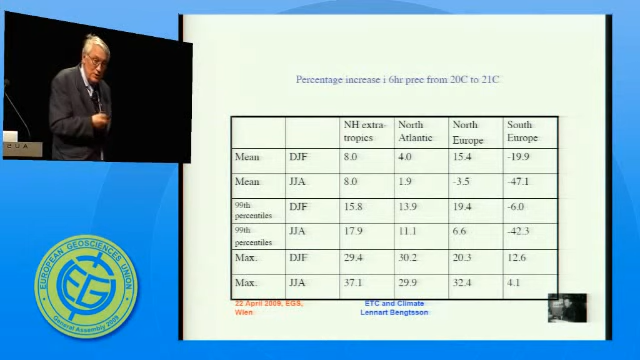 Percentage increase i 6hr prec from 20C to 21C
NH extra-tropics North Atlantic North Europe South Europe
Mean DJF 8.0 4.0 15.4 -19.9
Mean JJA 8.0 1.9 -3.5 -47.1
99th percentiles DJF 15.8 13.9 19.4 -6.0
99th percentiles JJA 17.9 11.1 6.6 -42.3
Max. DJF 29.4 30.2 20.3 12.6
Max. JJA 37.1 29.9 32.4 4.1
22 April 2009, EGS, Wien
ETC and Climate
Lennart Bengtsson
EUROPEAN GEOSCIENCES UNION
EGU
General Assembly 2009